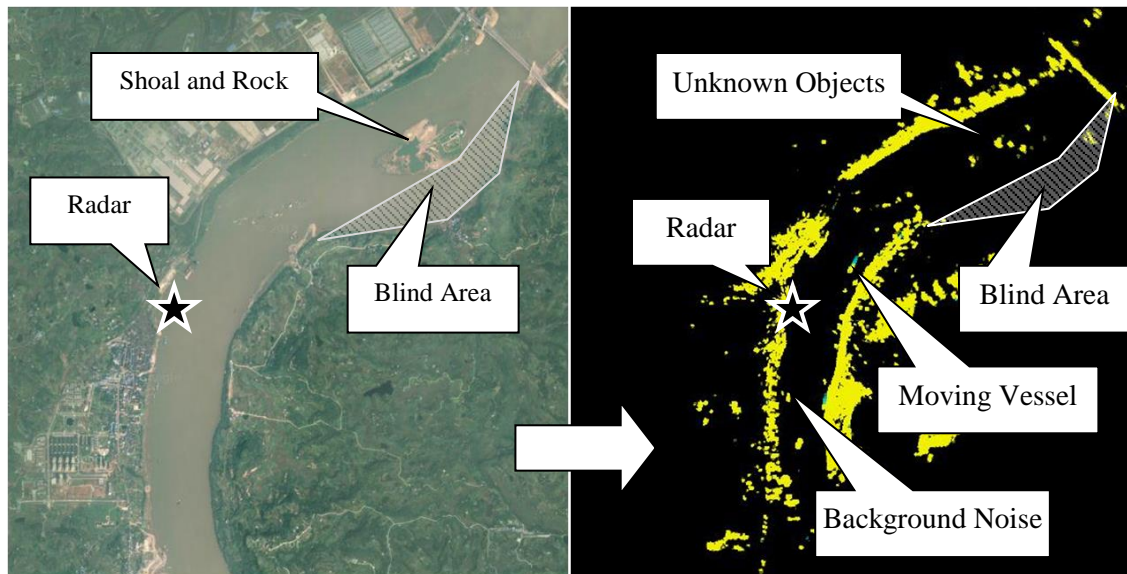 Shoal and Rock
Radar
Blind Area
Unknown Objects
Radar
Blind Area
Moving Vessel
Background Noise